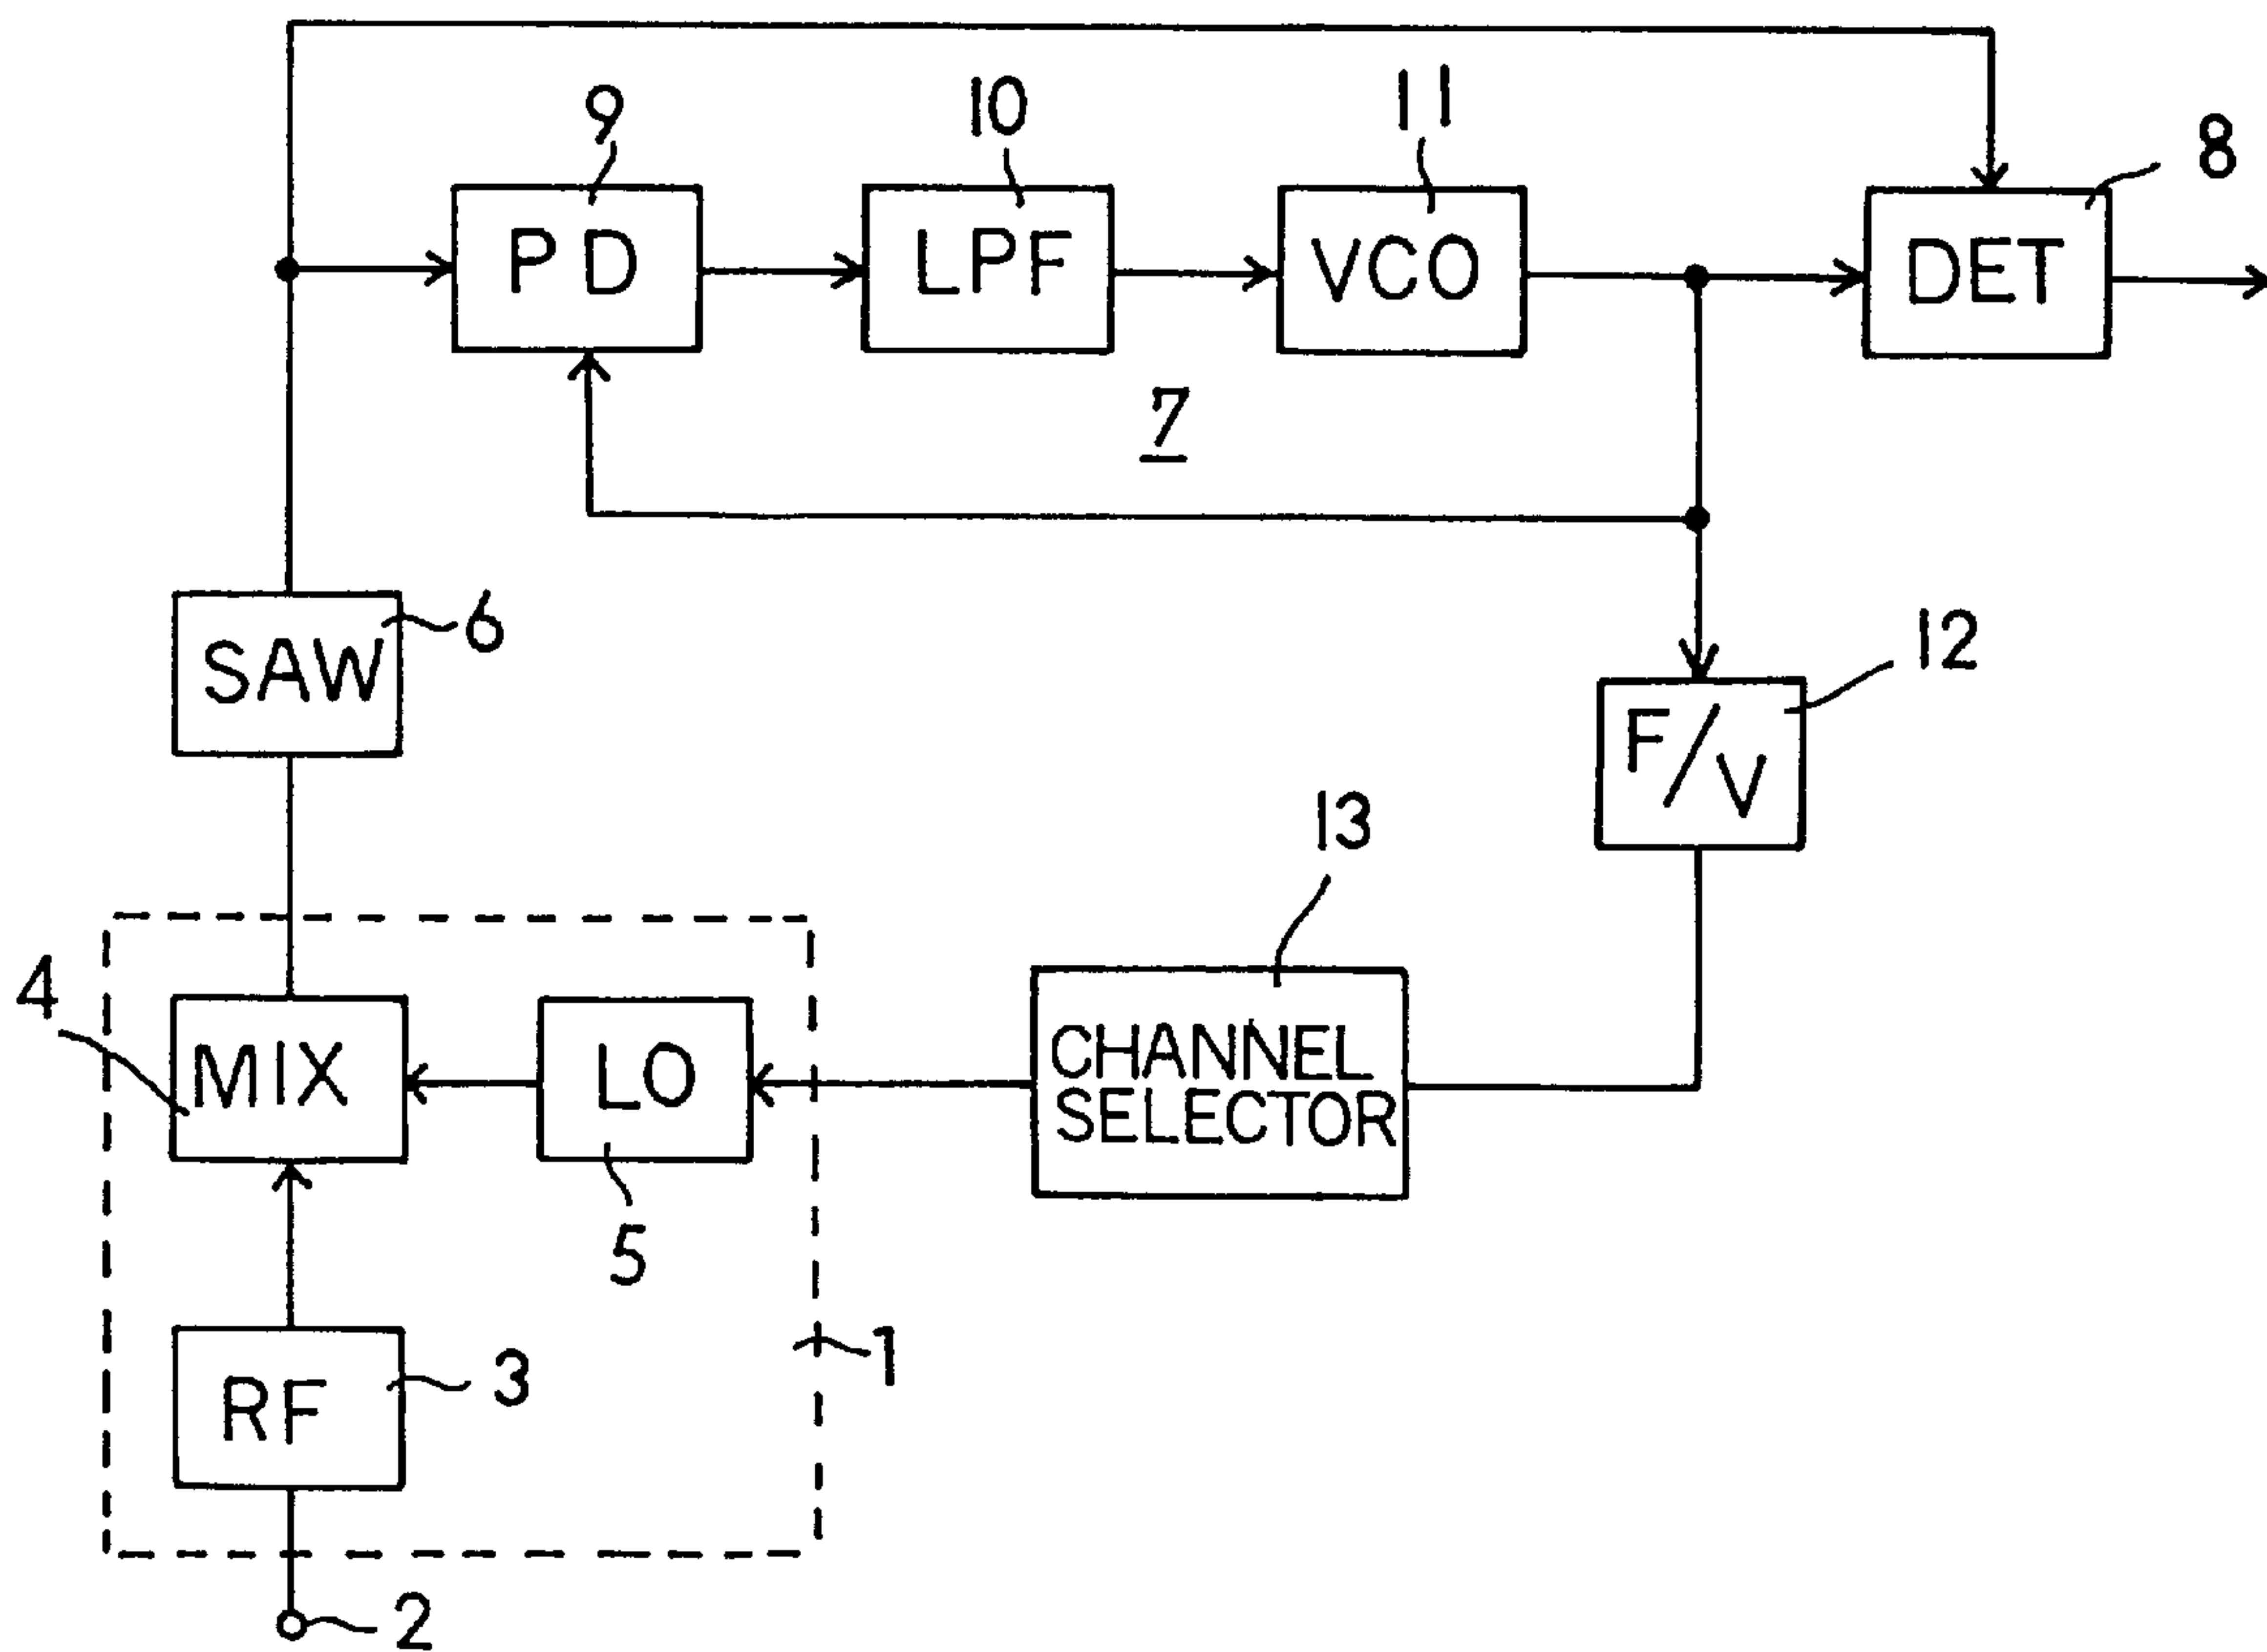 9
10
11
8
PD
LPF
VCO
DET
7
SAW
6
12
F/V
13
4
MIX
LO
CHANNEL
SELECTOR
5
1
RF
3
2